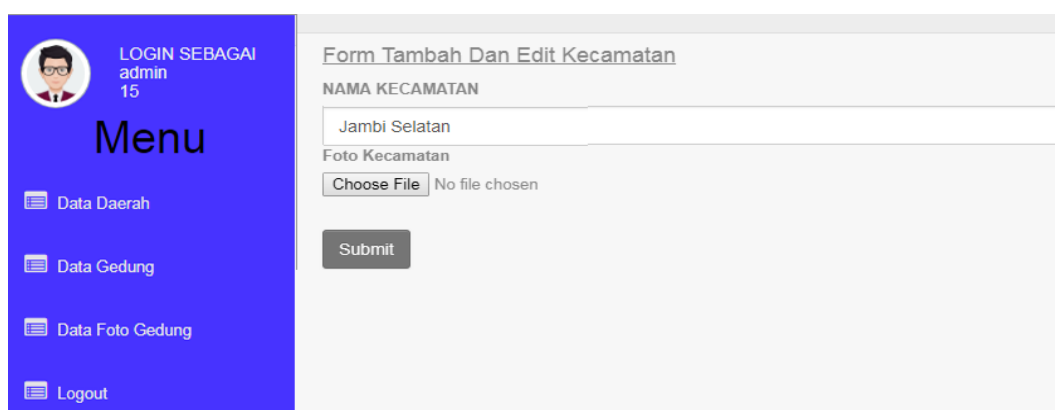 LOGIN SEBAGAI
admin
15
Menu
Data Daerah
Data Gedung
Data Foto Gedung
Logout
Form Tambah Dan Edit Kecamatan
NAMA KECAMATAN
Jambi Selatan
Foto Kecamatan
Choose File No file chosen
Submit